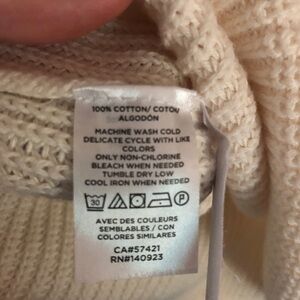 100% COTTON/ COTON/
ALGODÓN
MACHINE WASH COLD
DELICATE CYCLE WITH LIKE
COLORS
ONLY NON-CHLORINE
BLEACH WHEN NEEDED
TUMBLE DRY LOW
COOL IRON WHEN NEEDED
30 P
AVEC DES COULEURS
SEMBLABLES / CON
COLORES SIMILARES
CA#57421
RN#140923